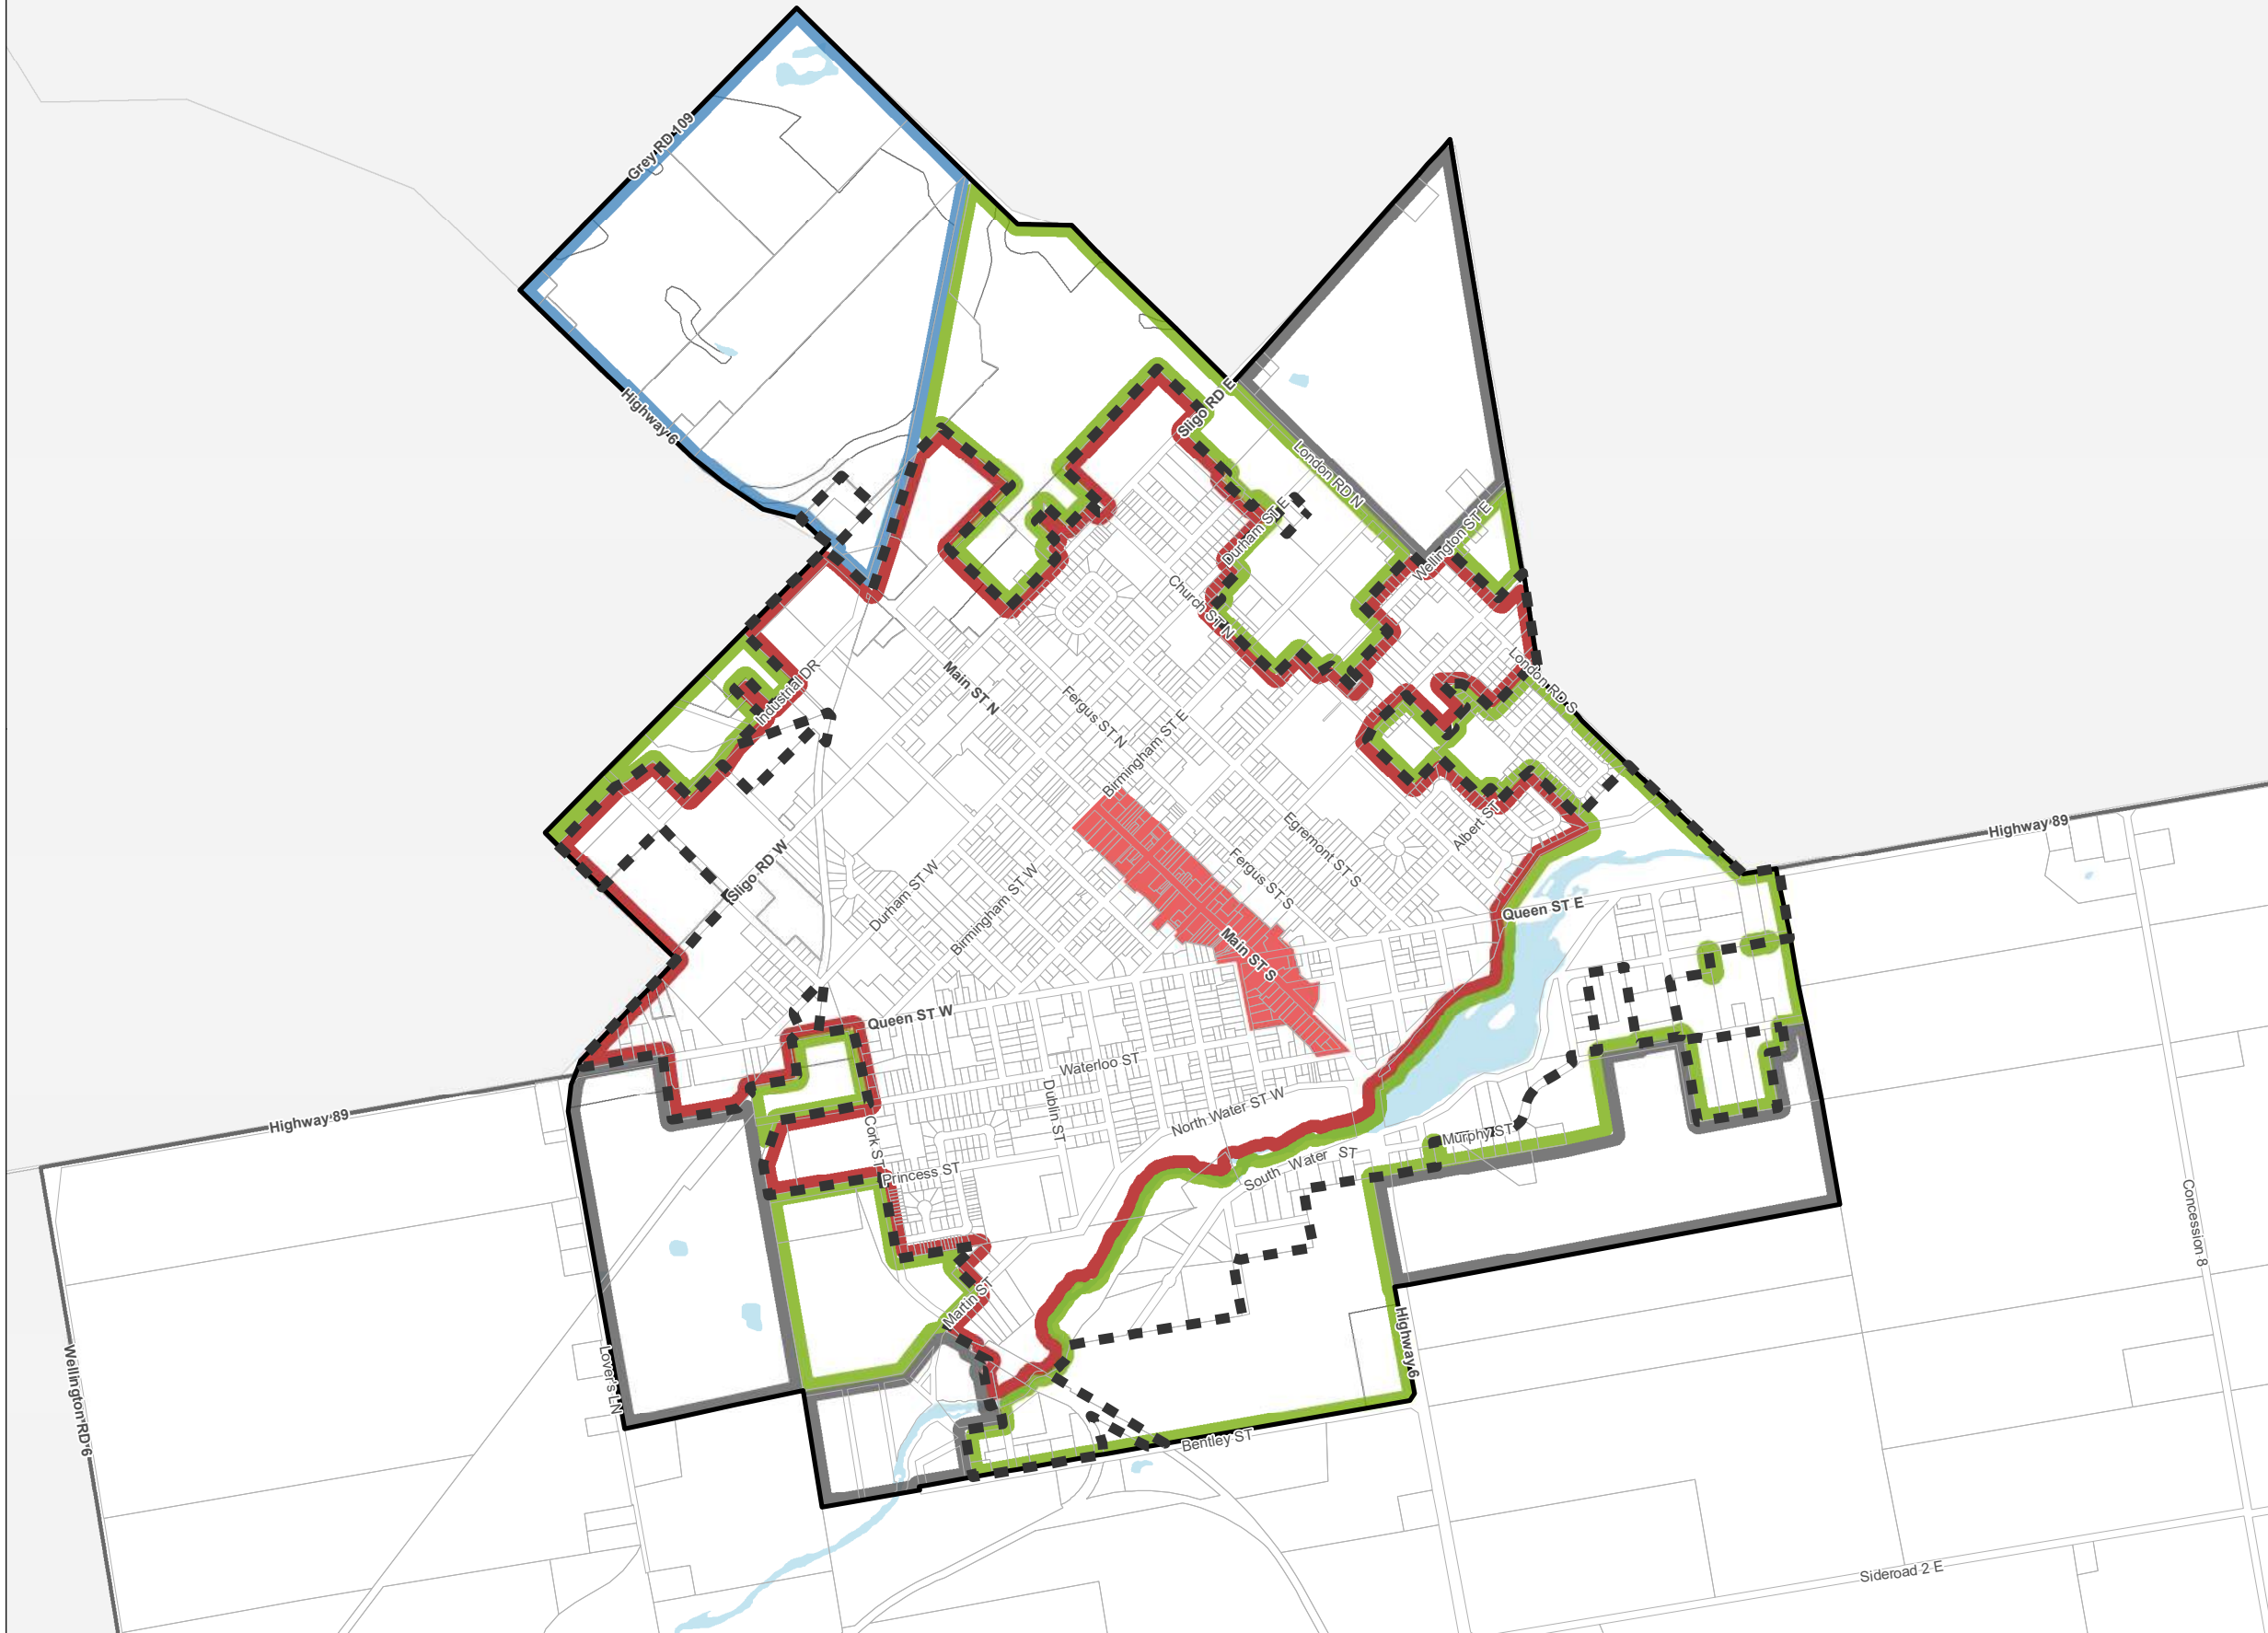 Grey RD 109
Highway 6
Sligo RD E
London RD N
Durham ST E
Wellington ST E
Church ST N
Industrial DR
Main ST N
Fergus ST N
Birmingham ST E
London RD S
Sligo RD W
Durham ST W
Birmingham ST W
Egremont ST S
Albert ST
Fergus ST S
Highway 89
Main ST S
Queen ST E
Queen ST W
Waterloo ST
Highway 89
Dublin ST
North Water ST W
Cork ST
Murphy ST
Princess ST
South Water ST
Concession 8
Martin ST
Highway 6
Lover's LN
Wellington RD 6
Bentley ST
Sideroad 2 E